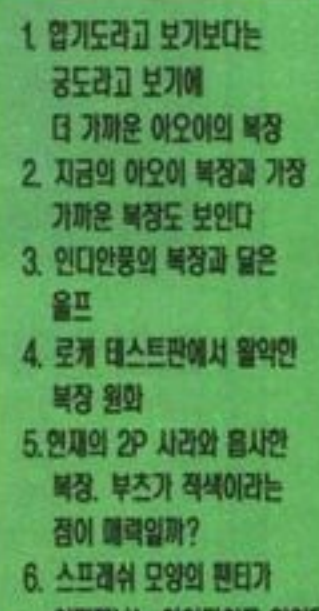 1. 합기도라고 보기보다는
궁도라고 보기에
더 가까운 아오이의 복장
2. 지금의 아오이 복장과 가장
가까운 복장도 보인다
3. 인디안풍의 복장과 닮은
울프
4. 로케 테스트판에서 활약한
복장 원화
5.현재의 2P 사라와 흡사한
복장. 부츠가 적색이라는
점이 매력일까?
6. 스프레쉬 모양의 팬티가